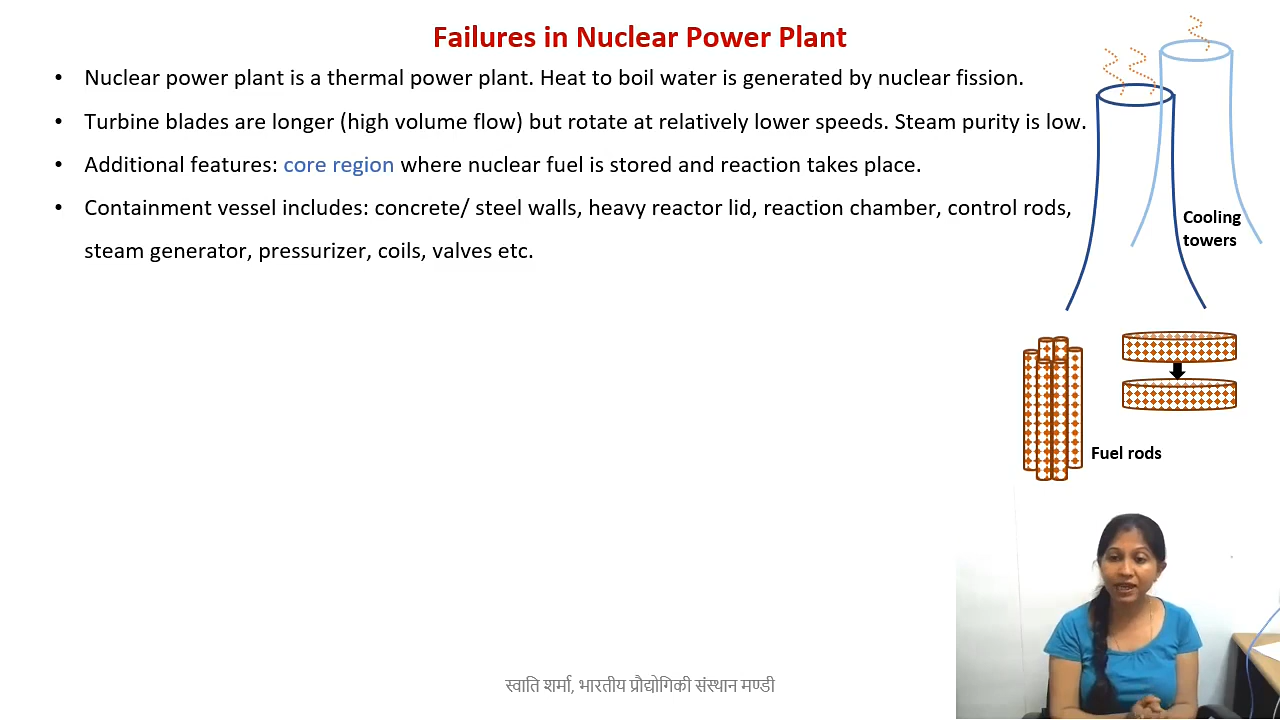 Failures in Nuclear Power Plant
• Nuclear power plant is a thermal power plant. Heat to boil water is generated by nuclear fission.
• Turbine blades are longer (high volume flow) but rotate at relatively lower speeds. Steam purity is low.
• Additional features: core region where nuclear fuel is stored and reaction takes place.
• Containment vessel includes: concrete/ steel walls, heavy reactor lid, reaction chamber, control rods,
steam generator, pressurizer, coils, valves etc.
Cooling
towers
Fuel rods
स्वाति शर्मा, भारतीय प्रौद्योगिकी संस्थान मण्डी